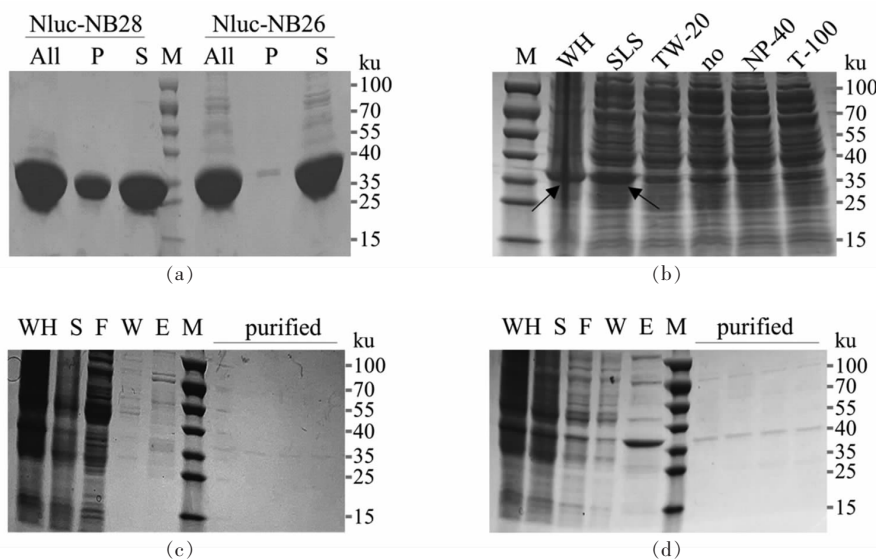 Nluc-NB28 Nluc-NB26
All P S M All P S
ku
100
70
55
40
35
25
15
(a)
M WH SLS TW-20 no NP-40 T-100
ku
100
70
55
40
35
25
15
(b)
WH S F W E M purified
ku
100
70
55
40
35
25
15
(c)
WH S F W E M purified
ku
100
70
55
40
35
25
15
(d)